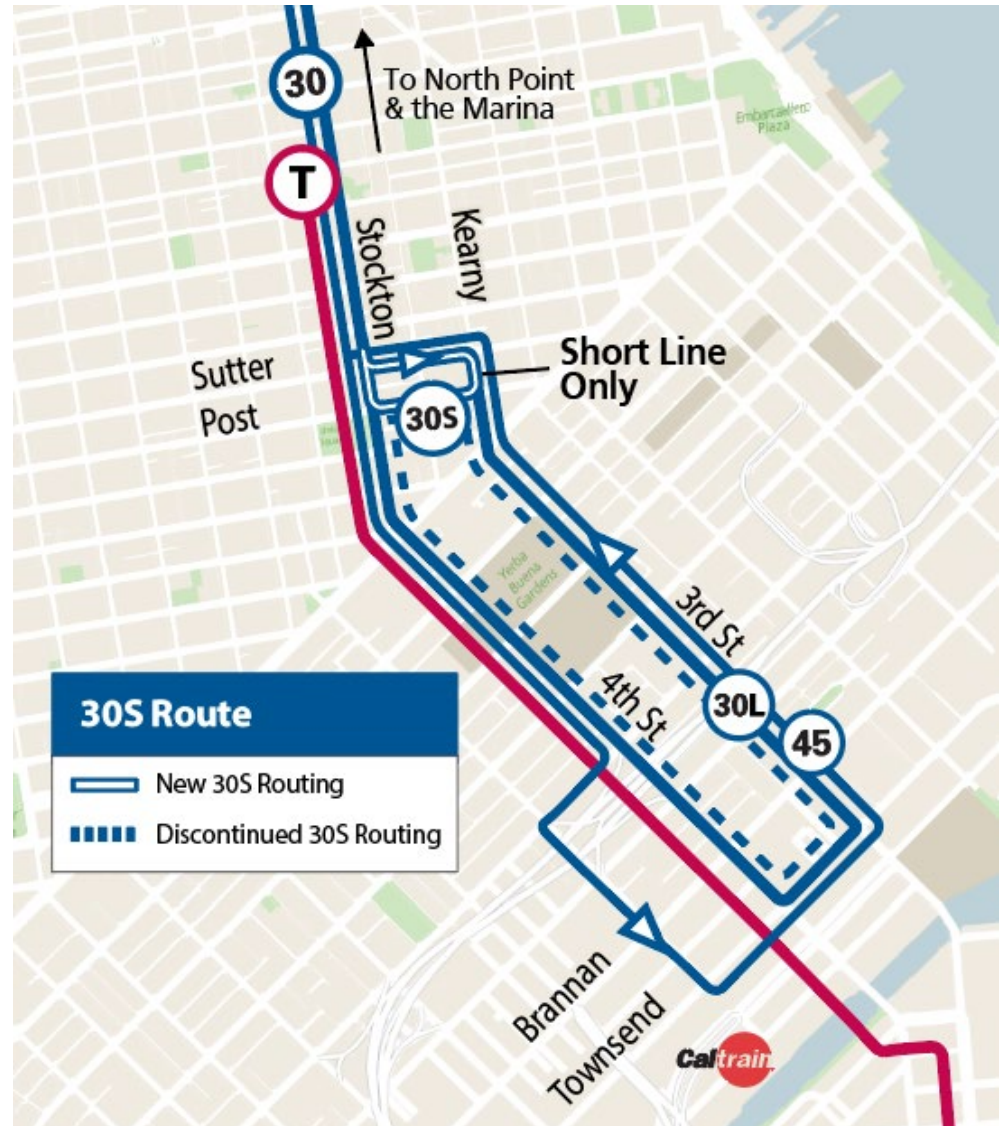 30
To North Point
& the Marina
Embarcadero
Plaza
T
Stockton
Kearny
Sutter
Post
Short Line
Only
30S
Yerba
Buena
Gardens
3rd St
4th St
30L
45
30S Route
New 30S Routing
Discontinued 30S Routing
Brannan
Townsend
Caltrain